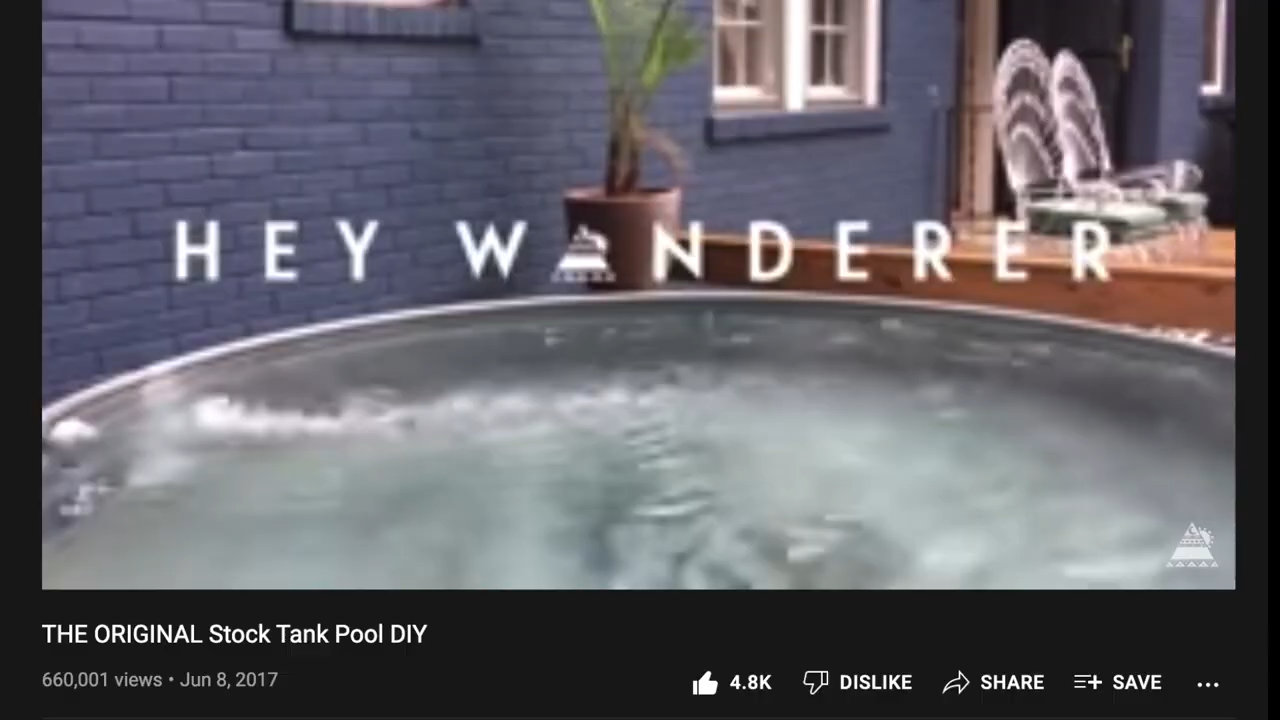 HEY WANDERER
THE ORIGINAL Stock Tank Pool DIY
660,001 views • Jun 8, 2017
4.8K DISLIKE SHARE SAVE ...